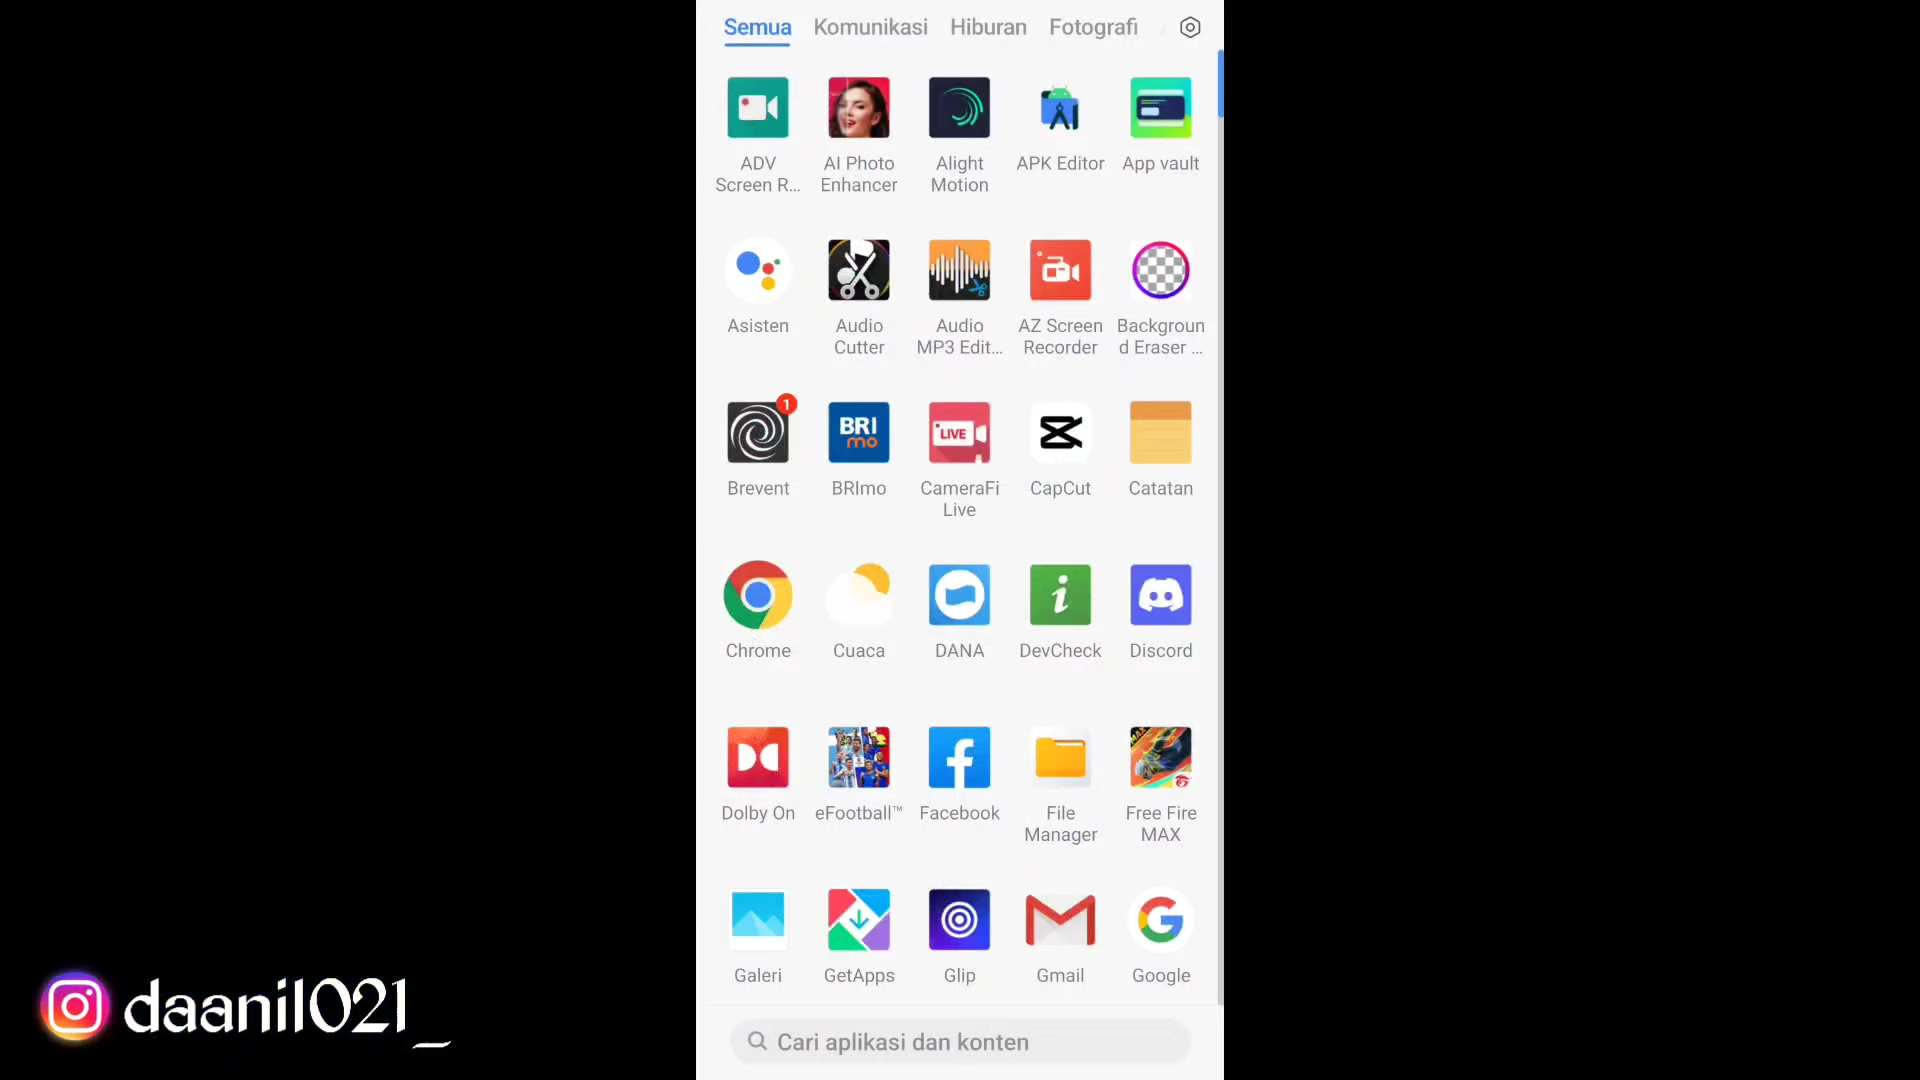 Semua Komunikasi Hiburan Fotografi
ADV
Screen R...
AI Photo
Enhancer
Alight
Motion
APK Editor
App vault
Asisten
Audio
Cutter
Audio
MP3 Edit...
AZ Screen
Recorder
Backgroun
d Eraser ...
1
BRI
mo
LIVE
Brevent
BRImo
CameraFi
Live
CapCut
Catatan
Chrome
Cuaca
DANA
DevCheck
Discord
MAX
Dolby On
eFootball™
Facebook
File
Manager
Free Fire
MAX
Galeri
GetApps
Glip
Gmail
Google
Cari aplikasi dan konten
daanil021_